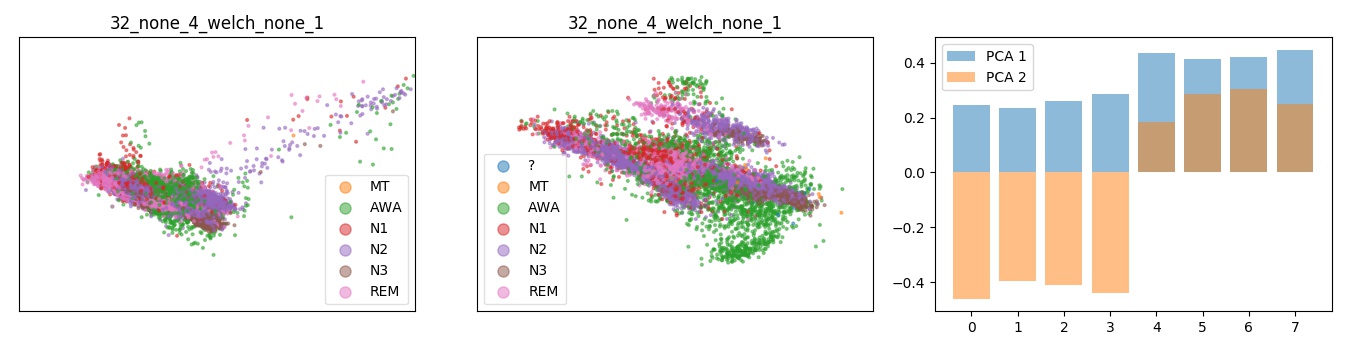 32_none_4_welch_none_1
MT
AWA
N1
N2
N3
REM
32_none_4_welch_none_1
?
MT
AWA
N1
N2
N3
REM
PCA 1
PCA 2
0.4
0.2
0.0
−0.2
−0.4
0 1 2 3 4 5 6 7